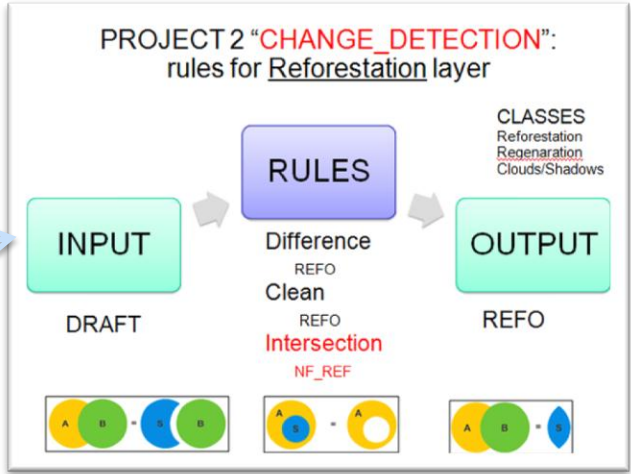 PROJECT 2 “CHANGE_DETECTION”:
rules for Reforestation layer
CLASSES
Reforestation
Regenaration
Clouds/Shadows
RULES
INPUT
OUTPUT
Difference
REFO
Clean
REFO
Intersection
NF_REF
DRAFT
REFO
A B = S B
A S - A
A B - S